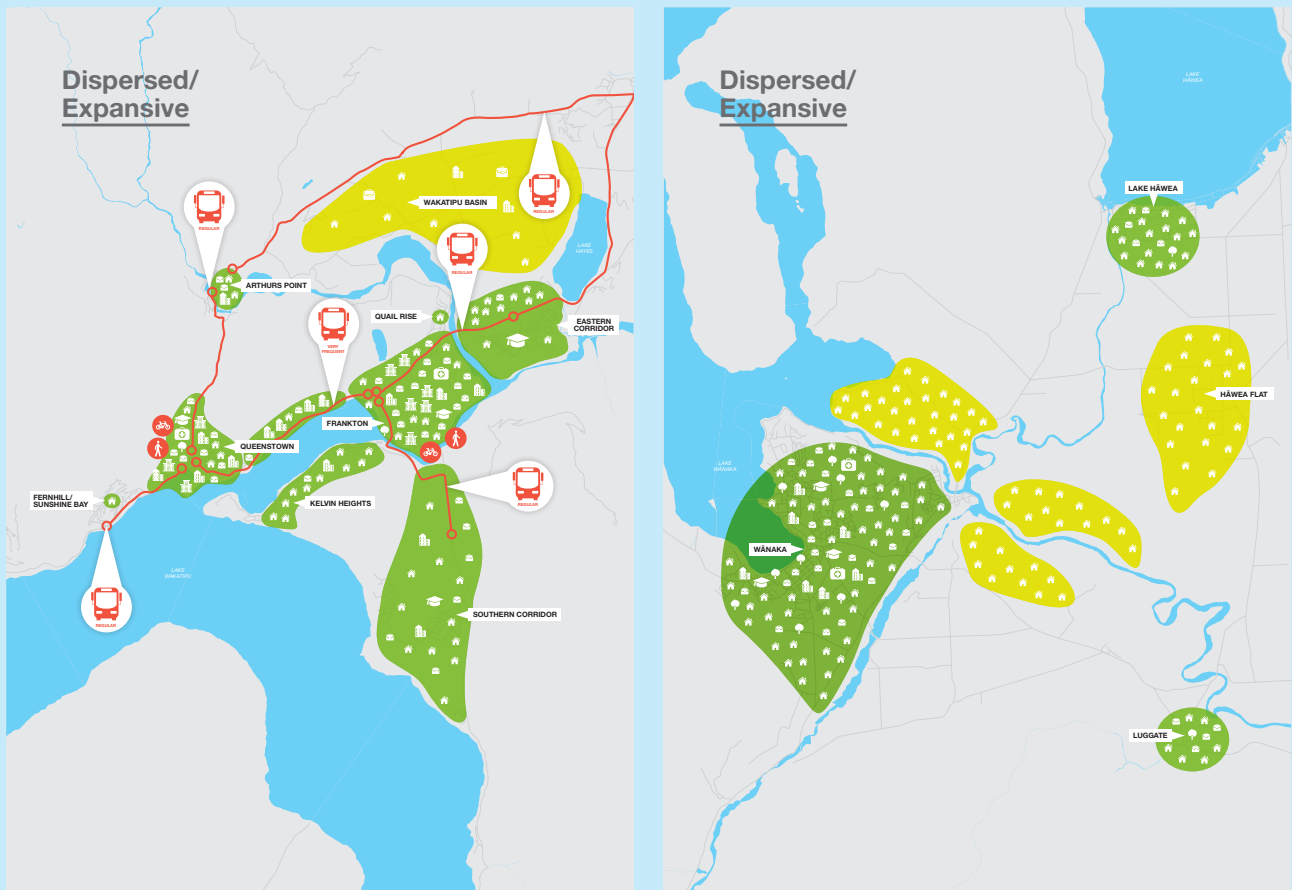 Dispersed/
Expansive
REGULAR
WAKATIPU BASIN
REGULAR
REGULAR
LAKE
HAYES
ARTHURS POINT
QUAIL RISE
EASTERN
CORRIDOR
VERY
FREQUENT
FRANKTON
QUEENSTOWN
FERNHILL/
SUNSHINE BAY
KELVIN HEIGHTS
REGULAR
LAKE
WAKATIPU
REGULAR
SOUTHERN CORRIDOR
Dispersed/
Expansive
LAKE
HĀWEA
LAKE HĀWEA
HĀWEA FLAT
LAKE
WĀNAKA
WĀNAKA
LUGGATE